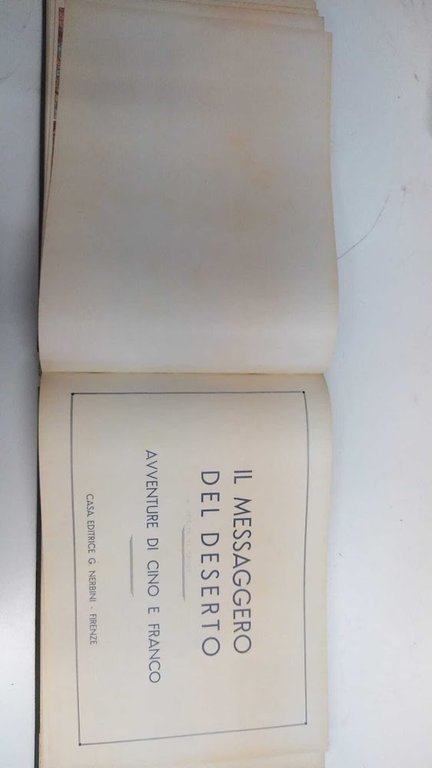 IL MESSAGGERO
DEL DESERTO
AVVENTURE DI CINO E FRANCO
CASA EDITRICE G. NERBINI - FIRENZE